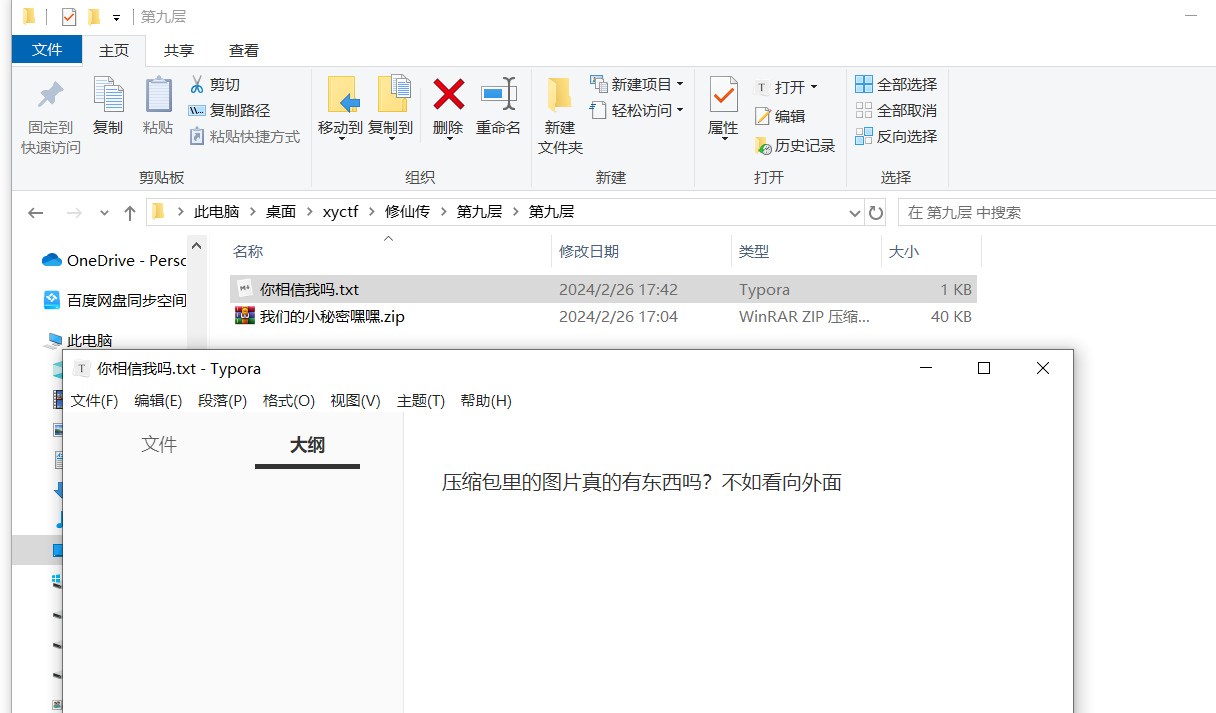 第九层
文件 主页 共享 查看
固定到
快速访问
复制
粘贴
剪切
复制路径
粘贴快捷方式
剪贴板
移动到 复制到 删除 重命名
组织
新建
文件夹
新建项目
轻松访问
新建
属性
打开
编辑
历史记录
打开
全部选择
全部取消
反向选择
选择
此电脑 > 桌面 > xyctf > 修仙传 > 第九层 > 第九层
在 第九层 中搜索
OneDrive - Persc
百度网盘同步空间
此电脑
名称 修改日期 类型 大小
你相信我吗.txt 2024/2/26 17:42 Typora 1 KB
我们的小秘密嘿嘿.zip 2024/2/26 17:04 WinRAR ZIP 压缩... 40 KB
你相信我吗.txt - Typora
文件(F) 编辑(E) 段落(P) 格式(O) 视图(V) 主题(T) 帮助(H)
文件 大纲
压缩包里的图片真的有东西吗？不如看向外面